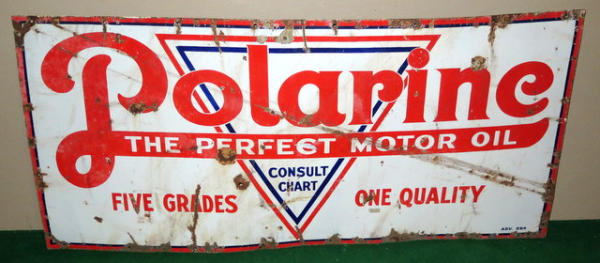 Polarine
THE PERFECT MOTOR OIL
CONSULT
CHART
FIVE GRADES ONE QUALITY